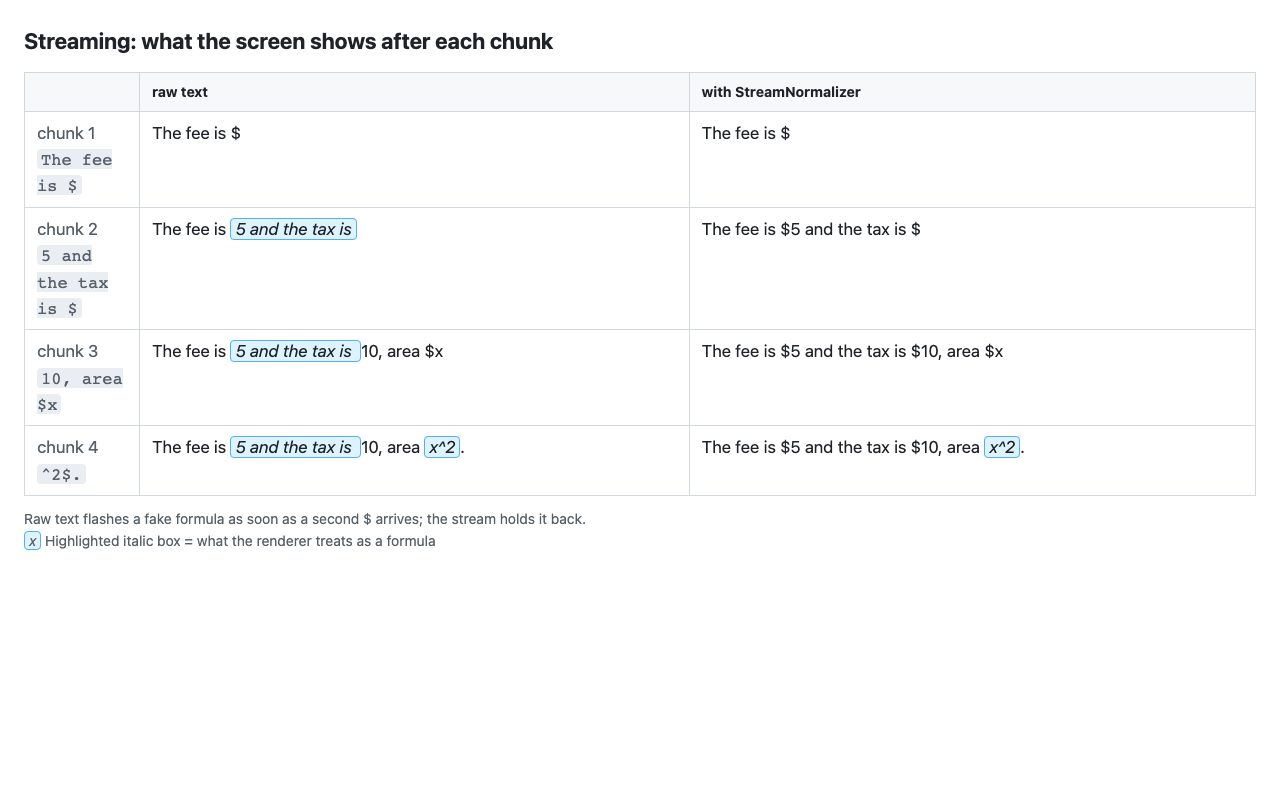 Streaming: what the screen shows after each chunk
raw text
with StreamNormalizer
chunk 1
The fee
is $
The fee is $
The fee is $
chunk 2
5 and
the tax
is $
The fee is 5 and the tax is
The fee is $5 and the tax is $
chunk 3
10, area
$x
The fee is 5 and the tax is 10, area $x
The fee is $5 and the tax is $10, area $x
chunk 4
^2$.
The fee is 5 and the tax is 10, area x^2.
The fee is $5 and the tax is $10, area x^2.
Raw text flashes a fake formula as soon as a second $ arrives; the stream holds it back.
x Highlighted italic box = what the renderer treats as a formula